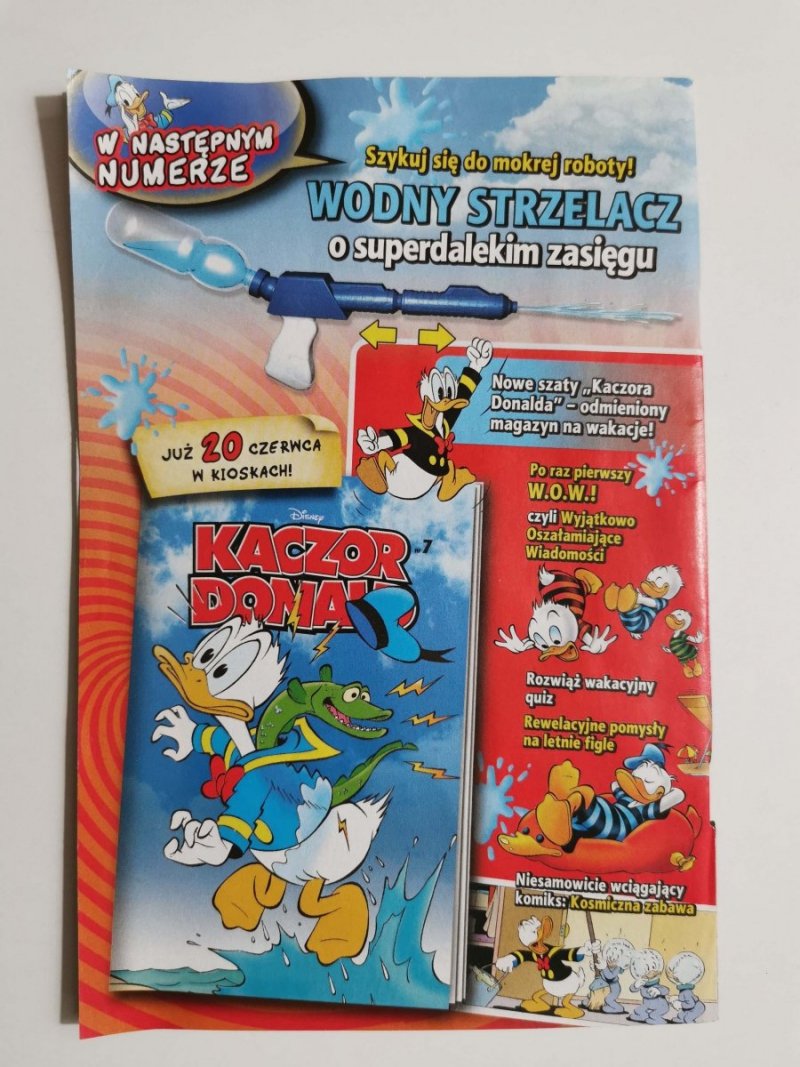 W NASTĘPNYM
NUMERZE
Szykuj się do mokrej roboty!
WODNY STRZELACZ
o superdalekim zasięgu
Nowe szaty „Kaczora
Donalda” – odmieniony
magazyn na wakacje!
JUŻ 20 CZERWCA
W KIOSKACH!
Po raz pierwszy
W.O.W.!
czyli Wyjątkowo
Oszałamiające
Wiadomości
Disney
KACZOR
NR 7
DONALD
Rozwiąż wakacyjny
quiz
Rewelacyjne pomysły
na letnie figle
Niesamowicie wciągający
komiks: Kosmiczna zabawa